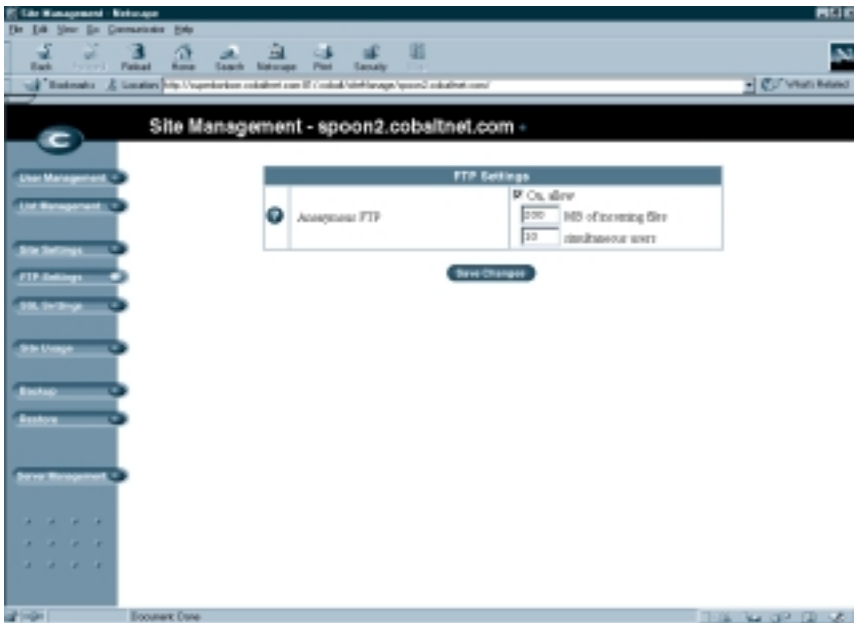 Site Management - Netscape
File Edit View Go Communicator Help
Back Forward Reload Home Search Netscape Print Security Stop
Bookmarks Location What's Related
Site Management - spoon2.cobaltnet.com
User Management
List Management
Site Settings
FTP Settings
SSL Settings
Site Usage
Backup
Restore
Server Management
FTP Settings
Anonymous FTP
On, allow
200 MB of incoming files
10 simultaneous users
Save Changes
Document: Done